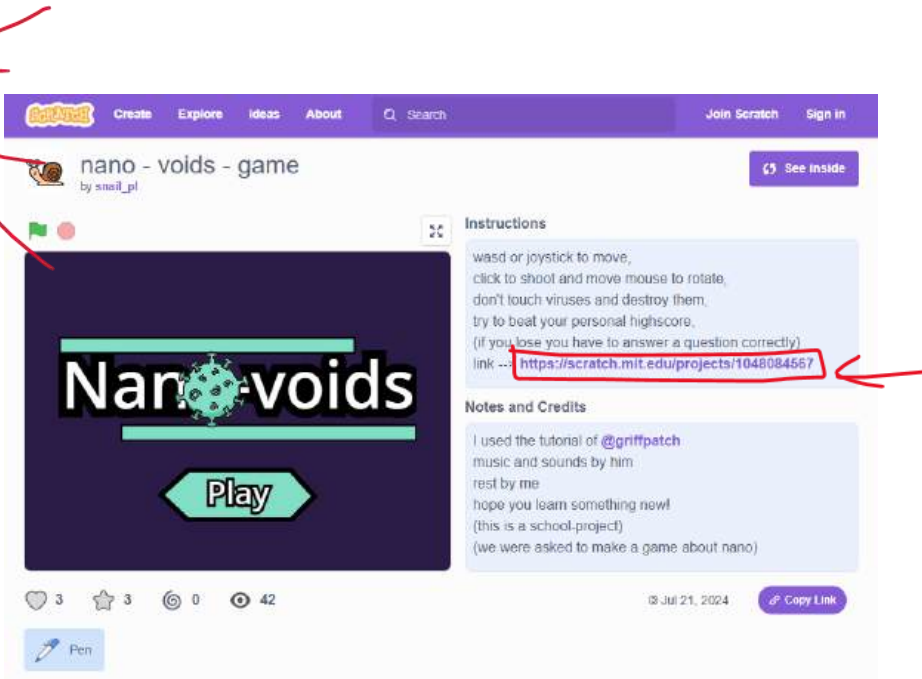 SCRATCH Create Explore Ideas About Search Join Scratch Sign in
nano - voids - game
by snail_pl
See inside
Instructions
wasd or joystick to move,
click to shoot and move mouse to rotate,
don't touch viruses and destroy them,
try to beat your personal highscore,
(if you lose you have to answer a question correctly)
link --> https://scratch.mit.edu/projects/1048084567
Nano-voids
Play
Notes and Credits
I used the tutorial of @griffpatch
music and sounds by him
rest by me
hope you learn something new!
(this is a school-project)
(we were asked to make a game about nano)
3 3 0 42
© Jul 21, 2024 Copy Link
Pen